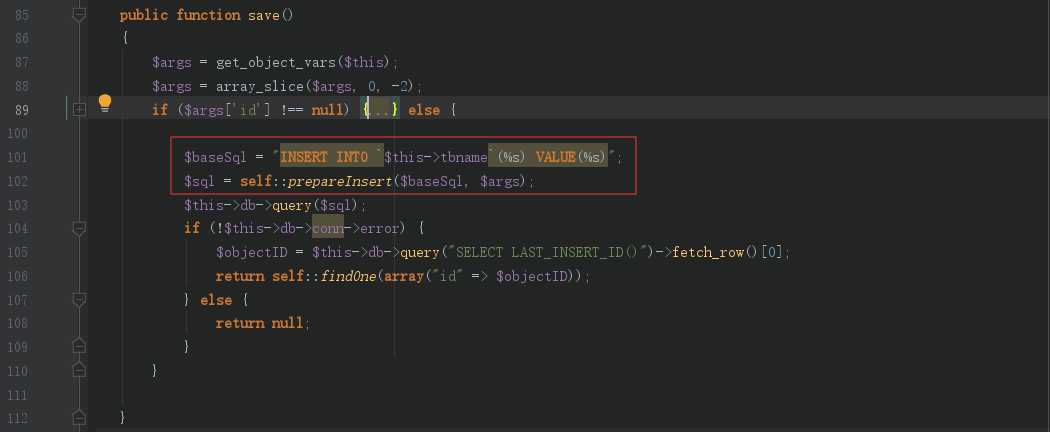 85 public function save()
86 {
87 $args = get_object_vars($this);
88 $args = array_slice($args, 0, -2);
89 if ($args['id'] !== null) {...} else {
100
101 $baseSql = "INSERT INTO `$this->tbname`(%s) VALUE(%s)";
102 $sql = self::prepareInsert($baseSql, $args);
103 $this->db->query($sql);
104 if (!$this->db->conn->error) {
105 $objectID = $this->db->query("SELECT LAST_INSERT_ID()")->fetch_row()[0];
106 return self::findOne(array("id" => $objectID));
107 } else {
108 return null;
109 }
110 }
111
112 }